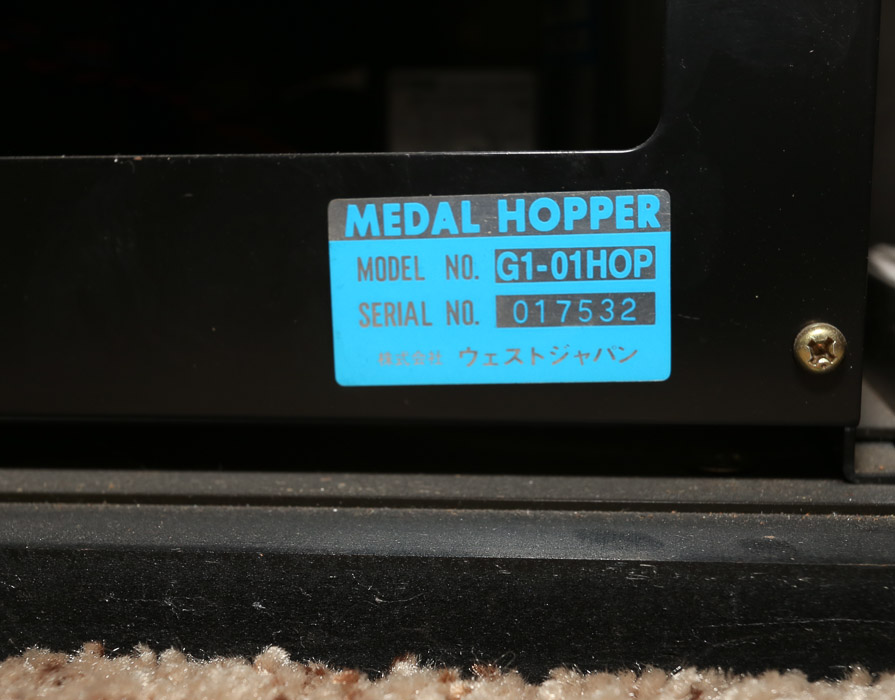 MEDAL HOPPER
MODEL NO. G1-01HOP
SERIAL NO. 017532
株式会社 ウェストジャパン